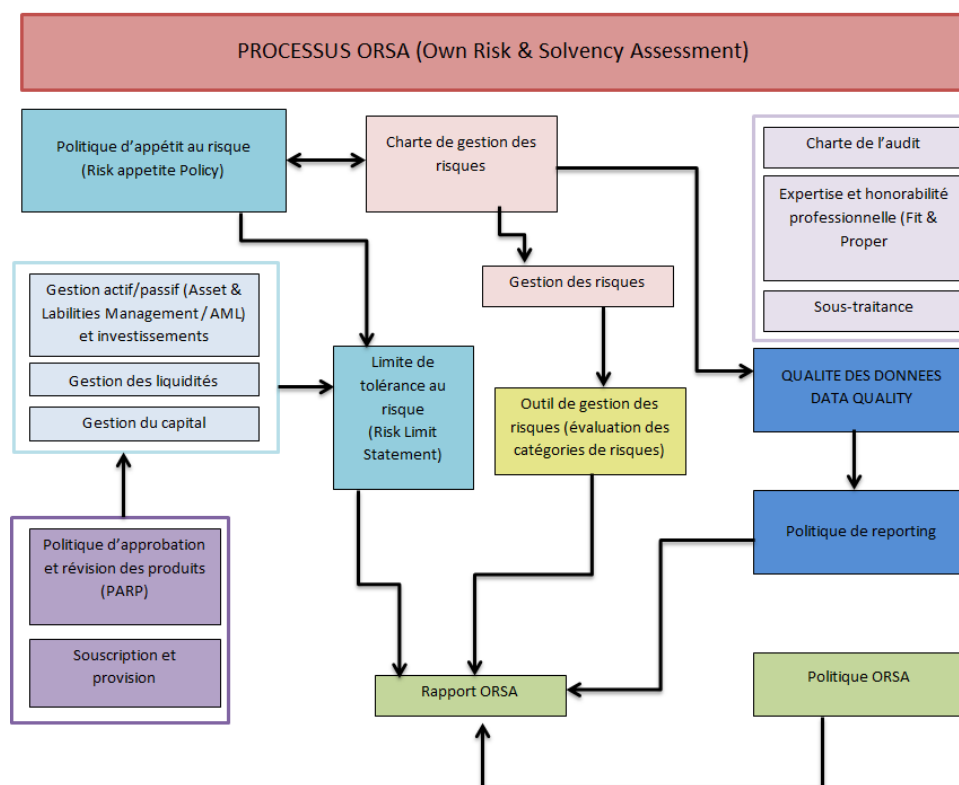 PROCESSUS ORSA (Own Risk & Solvency Assessment)
Politique d'appétit au risque
(Risk appetite Policy)
Charte de gestion des
risques
Charte de l'audit
Expertise et honorabilité
professionnelle (Fit &
Proper
Sous-traitance
Gestion des risques
Gestion actif/passif (Asset &
Labilities Management / AML)
et investissements
Gestion des liquidités
Gestion du capital
Limite de
tolérance au
risque
(Risk Limit
Statement)
Outil de gestion des
risques (évaluation des
catégories de risques)
QUALITE DES DONNEES
DATA QUALITY
Politique d'approbation
et révision des produits
(PARP)
Souscription et
provision
Politique de reporting
Rapport ORSA
Politique ORSA